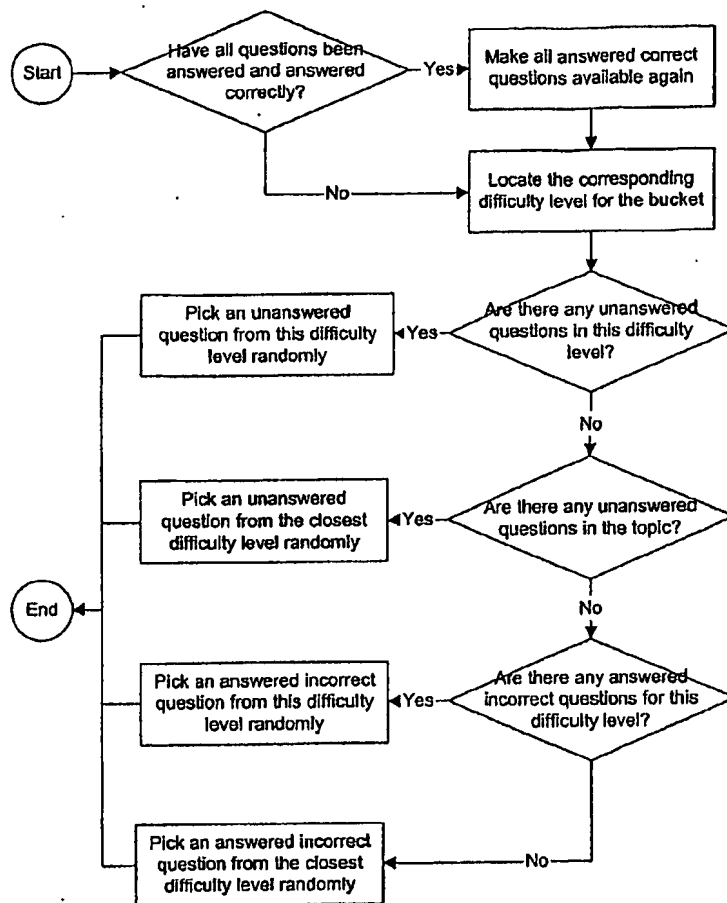 Start
Have all questions been
answered and answered
correctly?
Yes
Make all answered correct
questions available again
No
Locate the corresponding
difficulty level for the bucket
Are there any unanswered
questions in this difficulty
level?
Yes
Pick an unanswered
question from this difficulty
level randomly
No
Are there any unanswered
questions in the topic?
Yes
Pick an unanswered
question from the closest
difficulty level randomly
End
No
Are there any answered
incorrect questions for this
difficulty level?
Yes
Pick an answered incorrect
question from this difficulty
level randomly
No
Pick an answered incorrect
question from the closest
difficulty level randomly